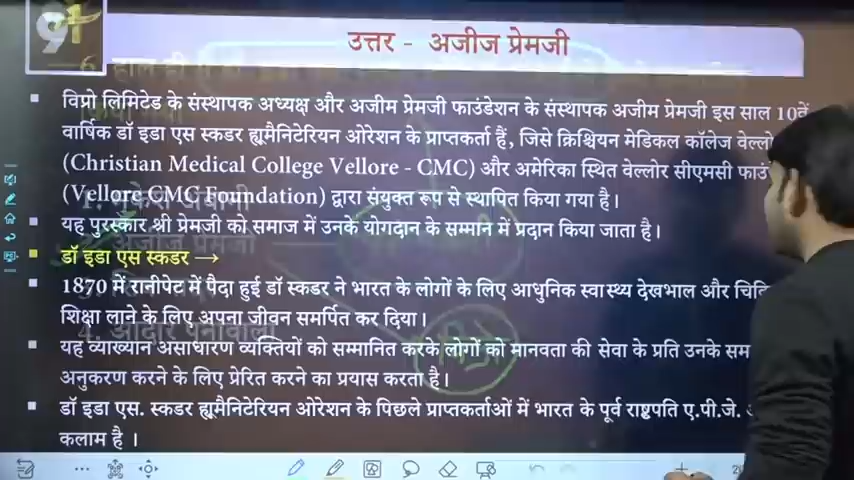 उत्तर - अजीज प्रेमजी
विप्रो लिमिटेड के संस्थापक अध्यक्ष और अजीम प्रेमजी फाउंडेशन के संस्थापक अजीम प्रेमजी इस साल 10वें
वार्षिक डॉ इडा एस स्कडर ह्यूमैनिटेरियन ओरेशन के प्राप्तकर्ता हैं, जिसे क्रिश्चियन मेडिकल कॉलेज
(Christian Medical College Vellore - CMC) और अमेरिका स्थित वेल्लोर सीएमसी
(Vellore CMC Foundation) द्वारा संयुक्त रूप से स्थापित किया गया है।
यह पुरस्कार श्री प्रेमजी को समाज में उनके योगदान के सम्मान में प्रदान किया जाता है।
डॉ इडा एस स्कडर →
1870 में रानीपेट में पैदा हुई डॉ स्कडर ने भारत के लोगों के लिए आधुनिक स्वास्थ्य देखभाल और
शिक्षा लाने के लिए अपना जीवन समर्पित कर दिया।
यह व्याख्यान असाधारण व्यक्तियों को सम्मानित करके लोगों को मानवता की सेवा के प्रति उनके
अनुकरण करने के लिए प्रेरित करने का प्रयास करता है।
डॉ इडा एस. स्कडर ह्यूमैनिटेरियन ओरेशन के पिछले प्राप्तकर्ताओं में भारत के पूर्व राष्ट्रपति ए.पी.जे.
कलाम है ।